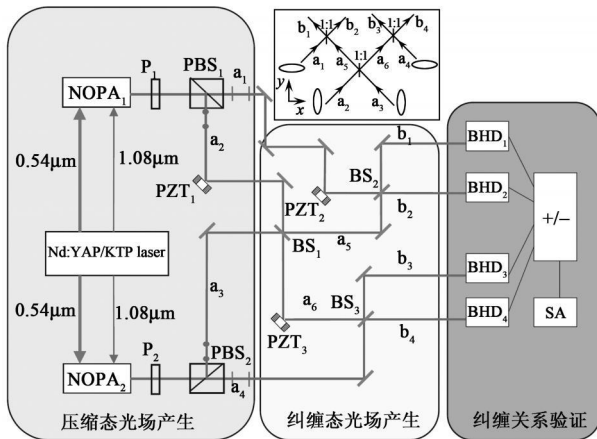 P₁
PBS₁
a₁
NOPA₁
a₂
0.54μm
1.08μm
PZT₁
Nd:YAP/KTP laser
a₃
0.54μm
1.08μm
P₂
PBS₂
NOPA₂
a₄
压缩态光场产生
b₁
1:1
b₂
b₃
1:1
b₄
a₁
a₅
1:1
a₆
a₄
y
x
a₂
a₃
BS₂
PZT₂
b₁
b₂
BS₁
a₅
b₃
a₆
BS₃
PZT₃
b₄
纠缠态光场产生
BHD₁
BHD₂
+/−
BHD₃
BHD₄
SA
纠缠关系验证